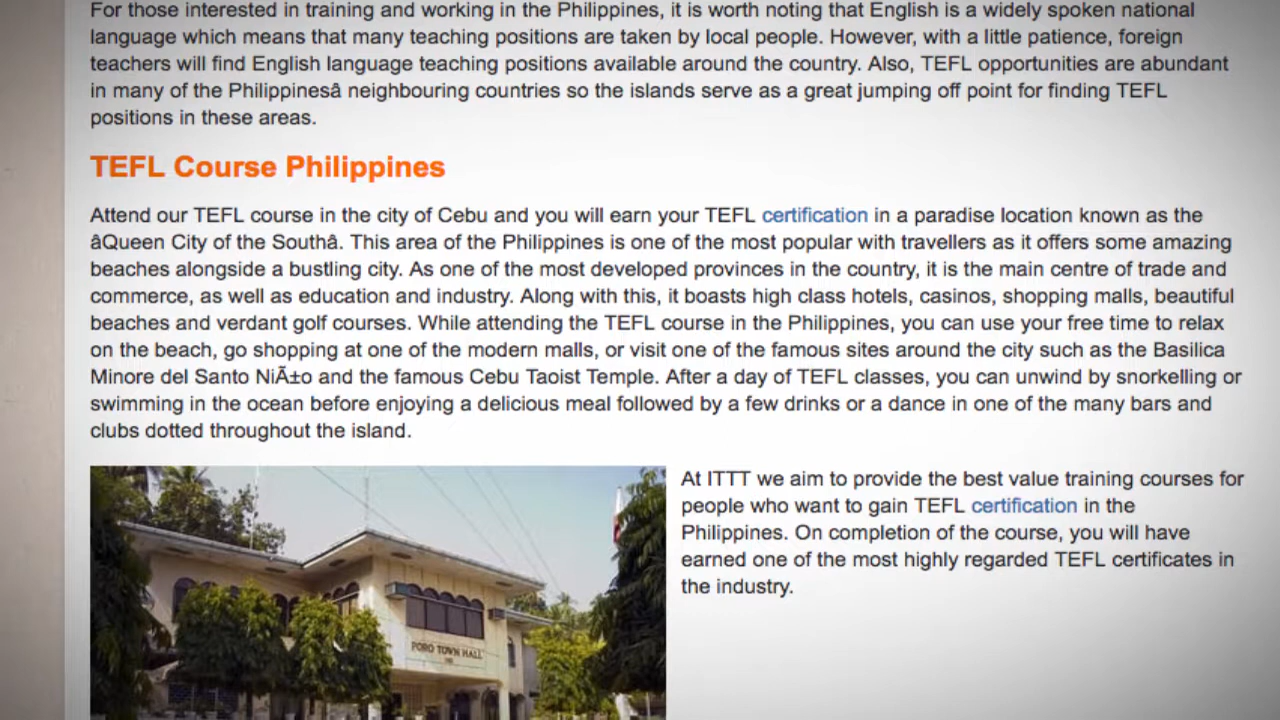 For those interested in training and working in the Philippines, it is worth noting that English is a widely spoken national
language which means that many teaching positions are taken by local people. However, with a little patience, foreign
teachers will find English language teaching positions available around the country. Also, TEFL opportunities are abundant
in many of the Philippinesâ neighbouring countries so the islands serve as a great jumping off point for finding TEFL
positions in these areas.
TEFL Course Philippines
Attend our TEFL course in the city of Cebu and you will earn your TEFL certification in a paradise location known as the
âQueen City of the Southâ. This area of the Philippines is one of the most popular with travellers as it offers some amazing
beaches alongside a bustling city. As one of the most developed provinces in the country, it is the main centre of trade and
commerce, as well as education and industry. Along with this, it boasts high class hotels, casinos, shopping malls, beautiful
beaches and verdant golf courses. While attending the TEFL course in the Philippines, you can use your free time to relax
on the beach, go shopping at one of the modern malls, or visit one of the famous sites around the city such as the Basilica
Minore del Santo NiÃ±o and the famous Cebu Taoist Temple. After a day of TEFL classes, you can unwind by snorkelling or
swimming in the ocean before enjoying a delicious meal followed by a few drinks or a dance in one of the many bars and
clubs dotted throughout the island.
At ITTT we aim to provide the best value training courses for
people who want to gain TEFL certification in the
Philippines. On completion of the course, you will have
earned one of the most highly regarded TEFL certificates in
the industry.
PORO TOWN HALL